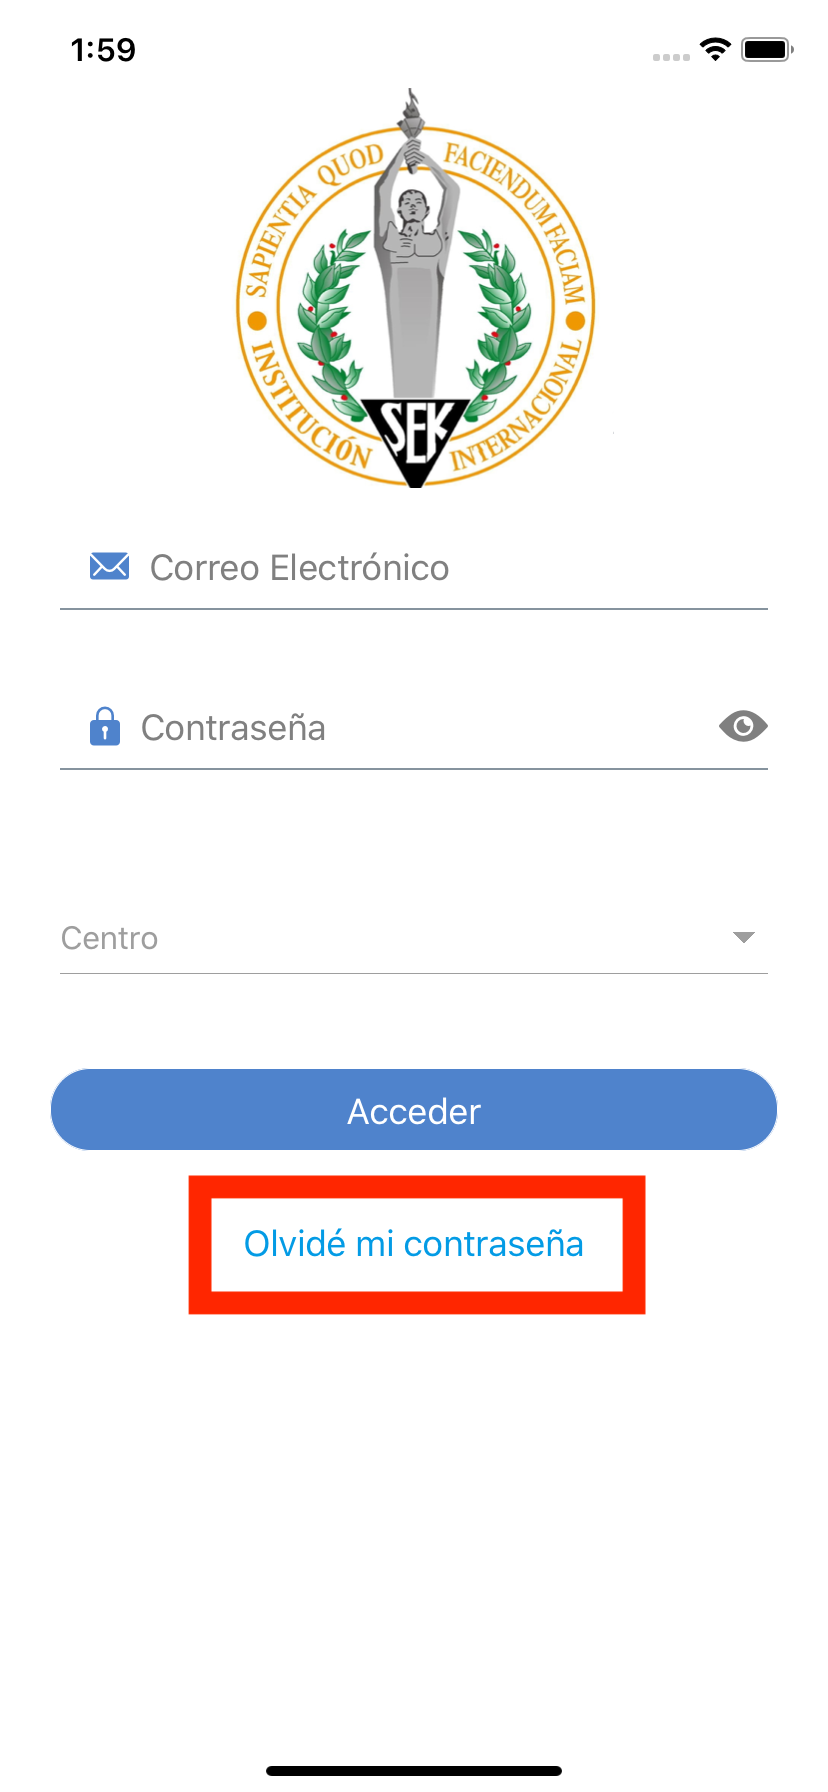 1:59
SAPIENTIA QUOD FACIENDUM FACIAM
INSTITUCIÓN INTERNACIONAL
SEK
Correo Electrónico
Contraseña
Centro
Acceder
Olvidé mi contraseña